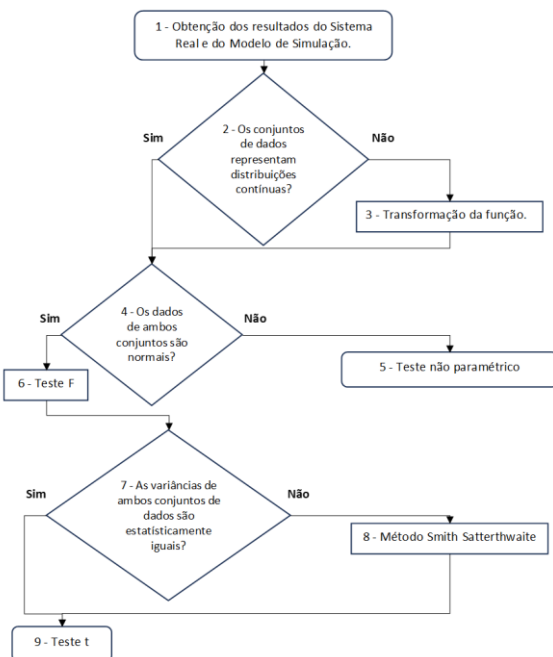 1 - Obtenção dos resultados do Sistema
Real e do Modelo de Simulação.
Sim
2 - Os conjuntos
de dados
representam
distribuições
contínuas?
Não
3 - Transformação da função.
Sim
4 - Os dados
de ambos
conjuntos são
normais?
Não
5 - Teste não paramétrico
6 - Teste F
Sim
7 - As variâncias de
ambos conjuntos de
dados são
estatísticamente
iguais?
Não
8 - Método Smith Satterthwaite
9 - Teste t